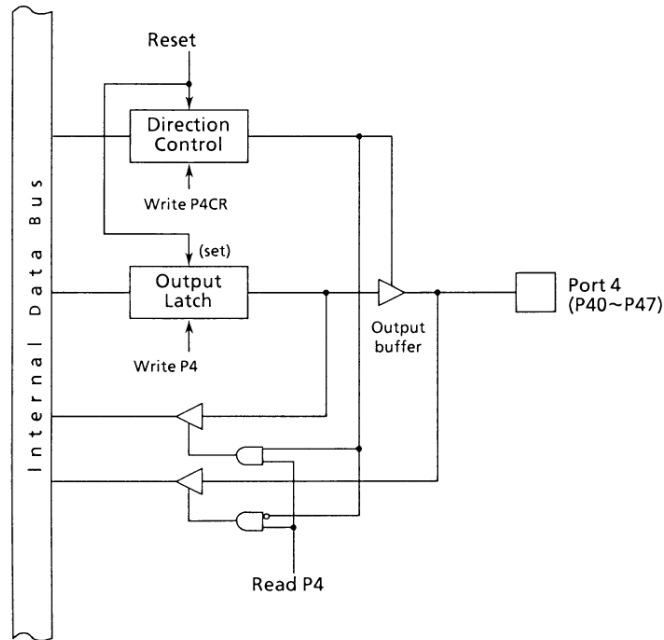 Reset
Direction
Control
Write P4CR
(set)
Output
Latch
Write P4
Output
buffer
Port 4
(P40~P47)
Internal Data Bus
Read P4